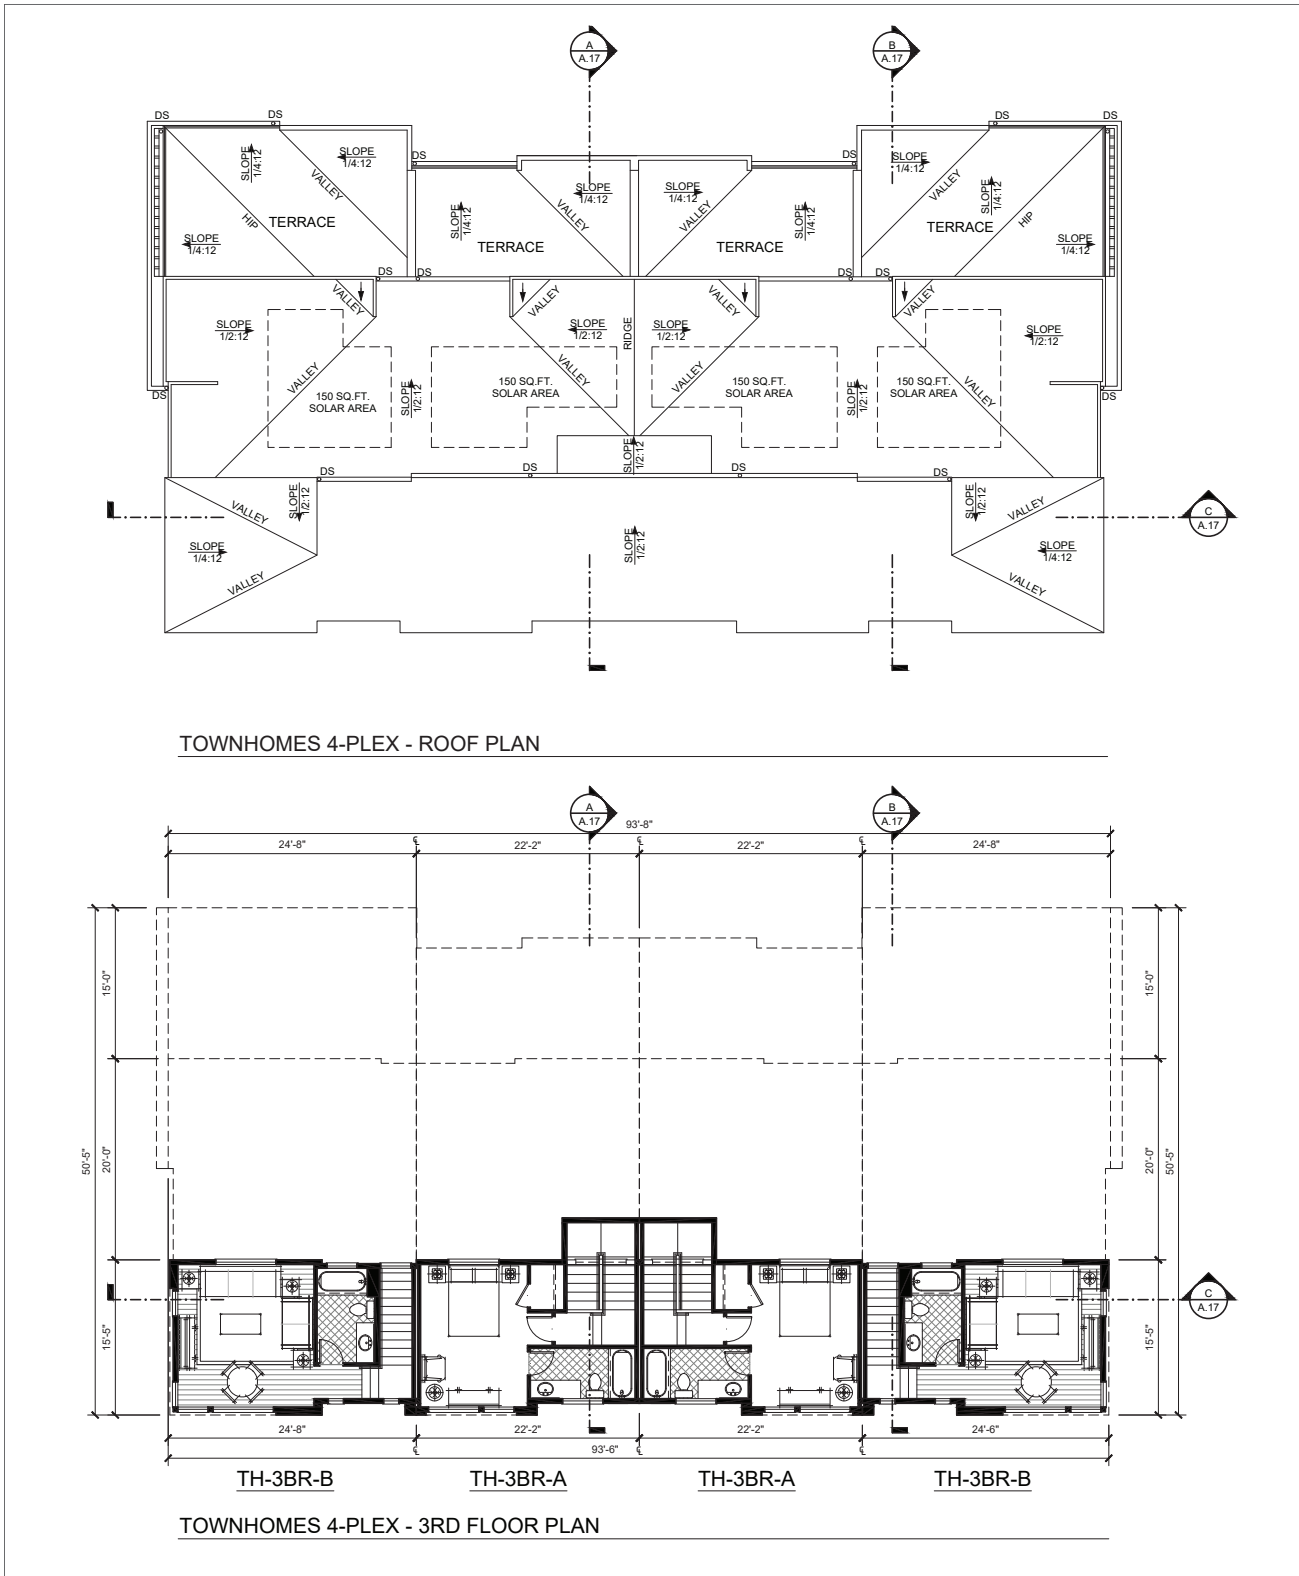 A
A.17
B
A.17
DS
DS
DS
DS
DS
DS
SLOPE
1/4:12
SLOPE
1/4:12
VALLEY
HIP
TERRACE
SLOPE
1/4:12
SLOPE
1/4:12
TERRACE
SLOPE
1/4:12
VALLEY
SLOPE
1/4:12
VALLEY
SLOPE
1/4:12
TERRACE
SLOPE
1/4:12
VALLEY
SLOPE
1/4:12
TERRACE
HIP
SLOPE
1/4:12
DS
DS
DS
DS
VALLEY
VALLEY
VALLEY
VALLEY
SLOPE
1/2:12
SLOPE
1/2:12
RIDGE
SLOPE
1/2:12
SLOPE
1/2:12
VALLEY
VALLEY
VALLEY
VALLEY
150 SQ.FT.
SOLAR AREA
SLOPE
1/2:12
150 SQ.FT.
SOLAR AREA
150 SQ.FT.
SOLAR AREA
SLOPE
1/2:12
150 SQ.FT.
SOLAR AREA
DS
DS
SLOPE
1/2:12
DS
DS
DS
DS
VALLEY
SLOPE
1/2:12
SLOPE
1/4:12
VALLEY
SLOPE
1/2:12
SLOPE
1/2:12
VALLEY
SLOPE
1/4:12
VALLEY
C
A.17
TOWNHOMES 4-PLEX - ROOF PLAN
A
A.17
B
A.17
93'-8"
24'-8"
22'-2"
22'-2"
24'-8"
15'-0"
15'-0"
50'-5"
20'-0"
20'-0"
50'-5"
15'-5"
15'-5"
C
A.17
24'-8"
22'-2"
22'-2"
24'-6"
93'-6"
TH-3BR-B
TH-3BR-A
TH-3BR-A
TH-3BR-B
TOWNHOMES 4-PLEX - 3RD FLOOR PLAN